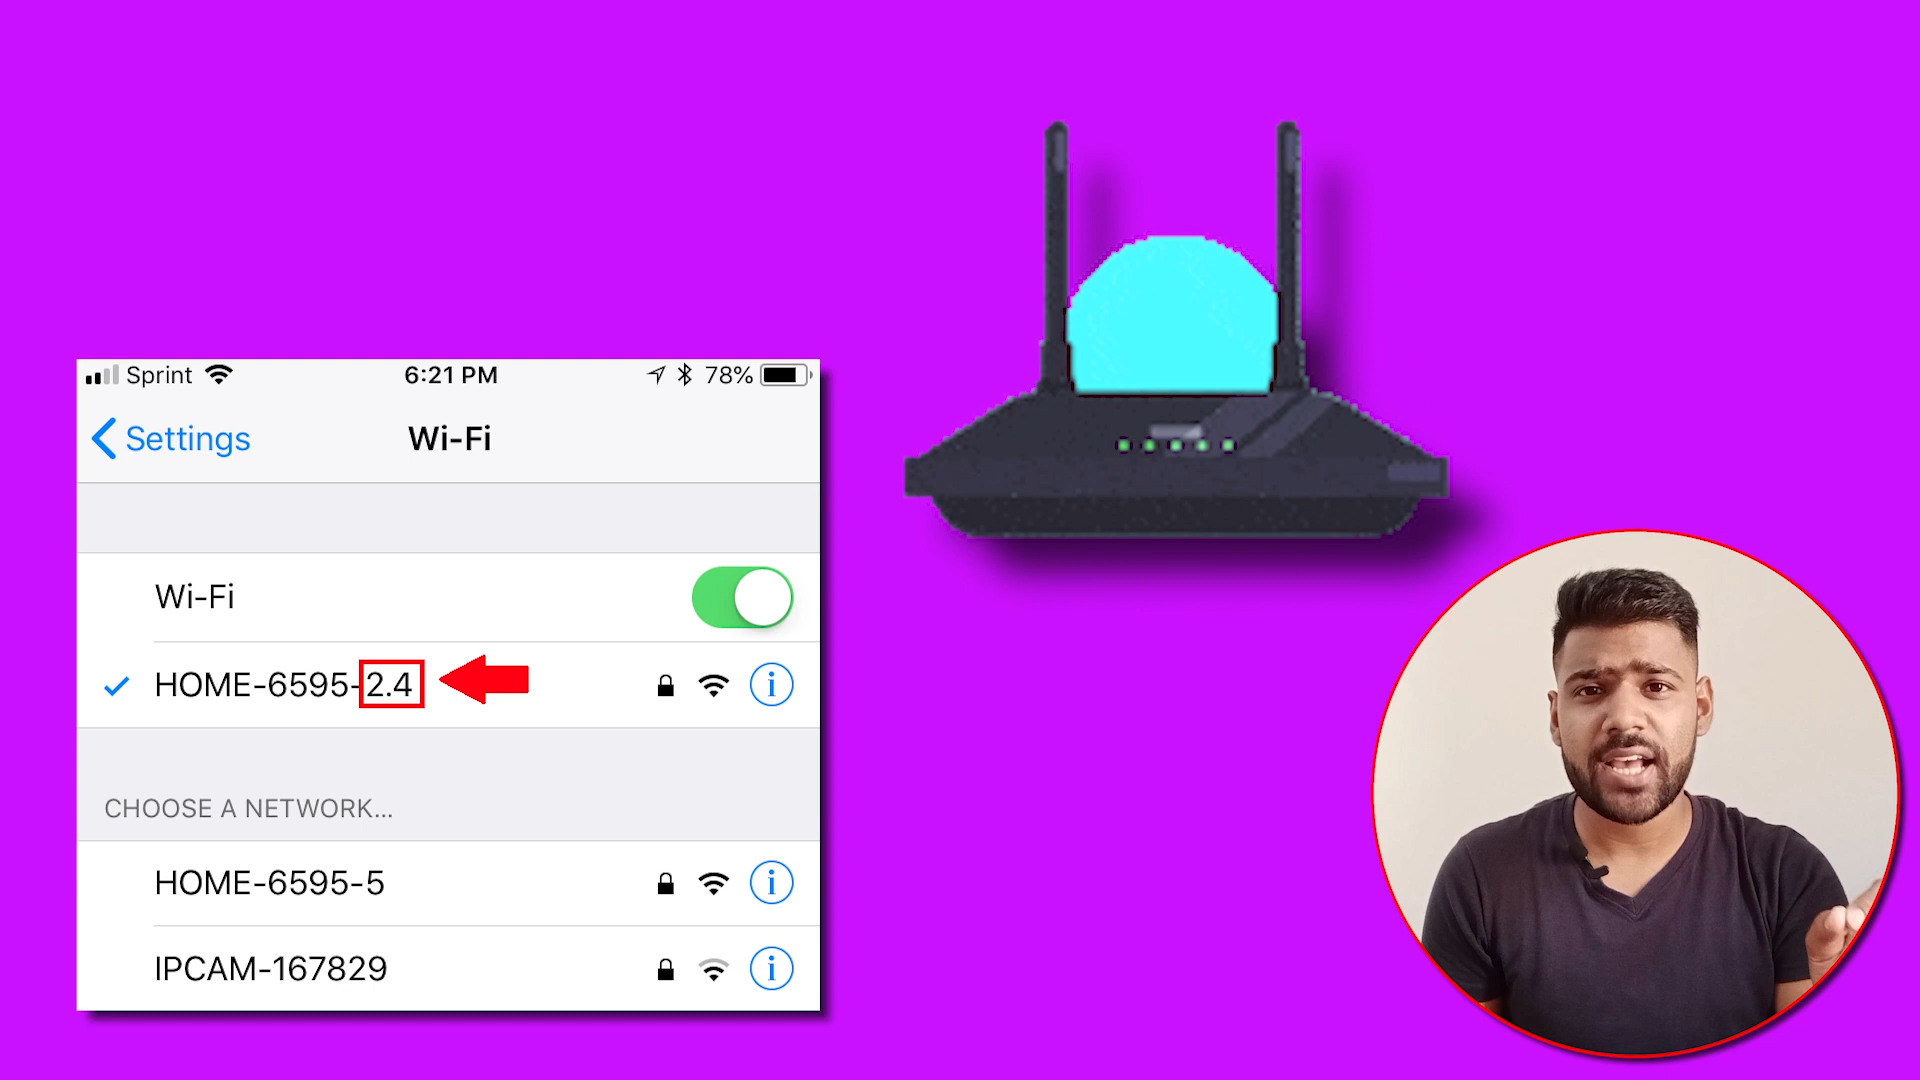 Sprint 6:21 PM 78%
Settings Wi-Fi
Wi-Fi
HOME-6595-2.4
CHOOSE A NETWORK...
HOME-6595-5
IPCAM-167829